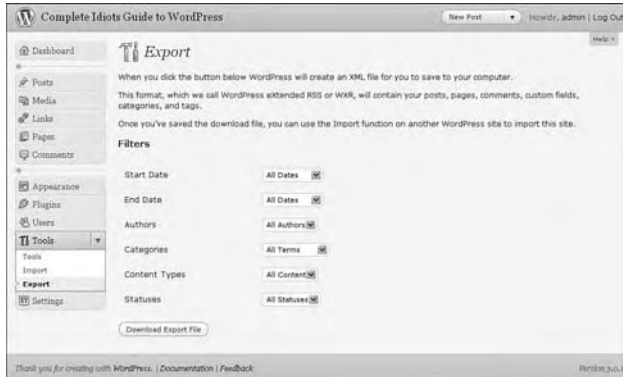 Complete Idiots Guide to WordPress
New Post
Howdy, admin | Log Out
Help
Dashboard
Posts
Media
Links
Pages
Comments
Appearance
Plugins
Users
Tools
Tools
Import
Export
Settings
Export
When you click the button below WordPress will create an XML file for you to save to your computer.
This format, which we call WordPress eXtended RSS or WXR, will contain your posts, pages, comments, custom fields,
categories, and tags.
Once you've saved the download file, you can use the Import function on another WordPress site to import this site.
Filters
Start Date All Dates
End Date All Dates
Authors All Authors
Categories All Terms
Content Types All Content
Statuses All Statuses
Download Export File
Thank you for creating with WordPress. | Documentation | Feedback
Version 3.0.